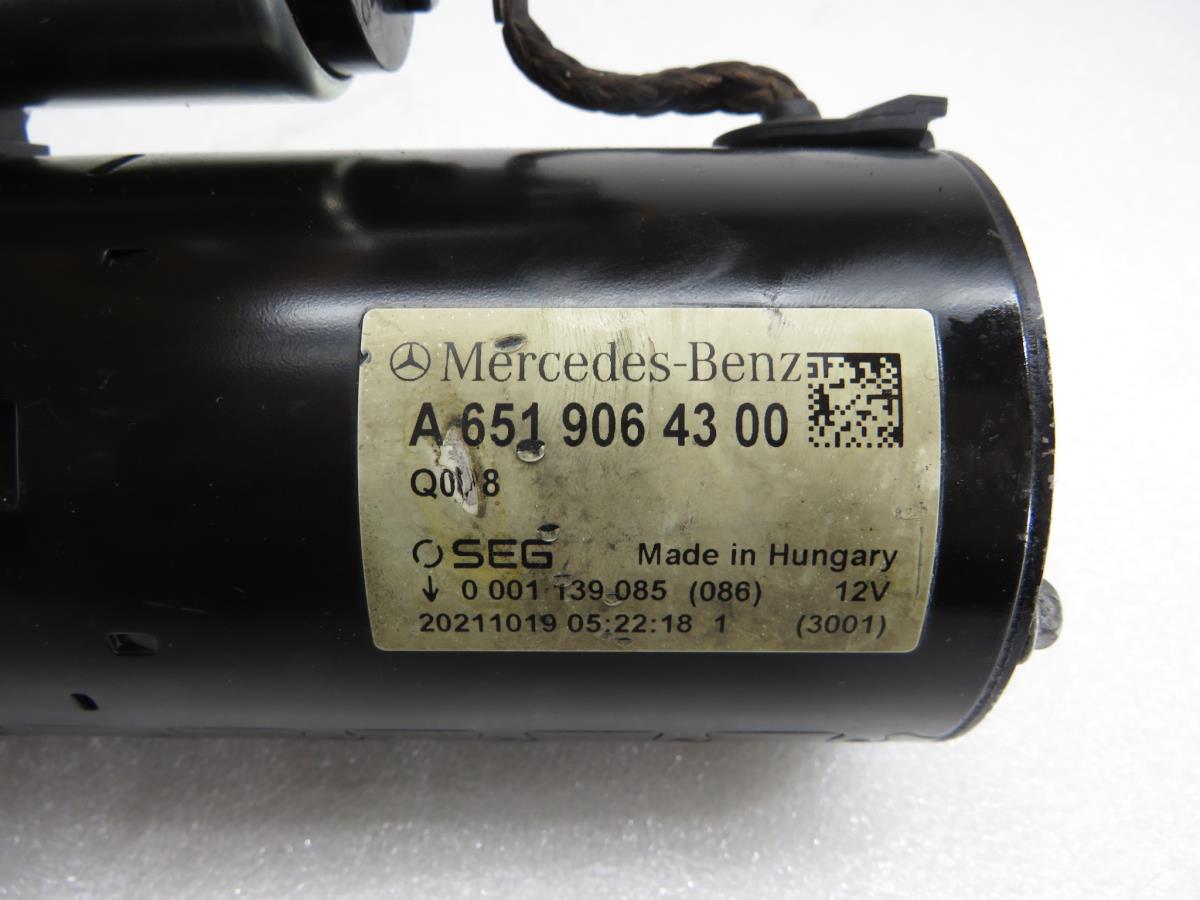 Mercedes-Benz
A 651 906 43 00
SEG Made in Hungary
0 001 139 085 (086) 12V
20211019 05:22:18 1 (3001)